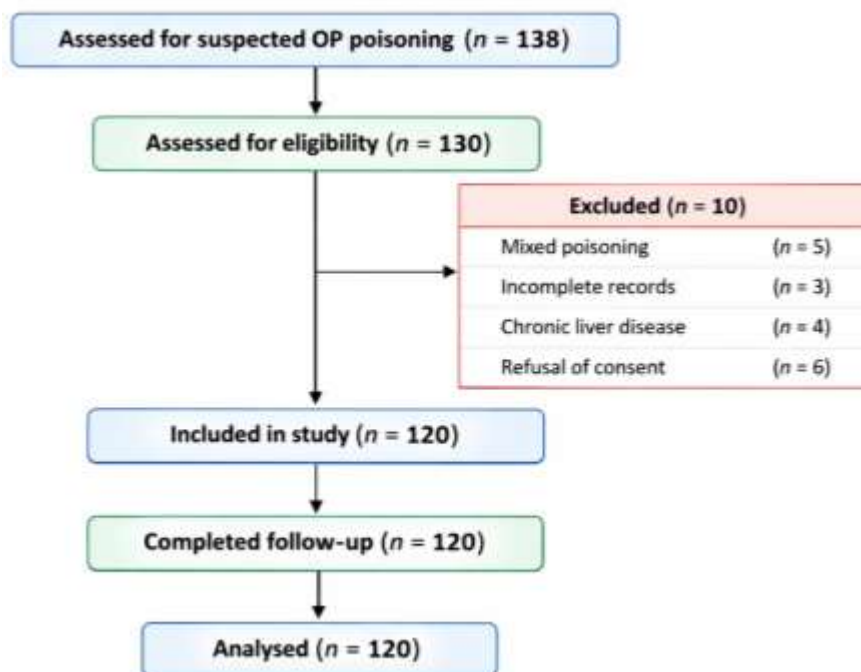 Assessed for suspected OP poisoning (n = 138)
Assessed for eligibility (n = 130)
Excluded (n = 10)
Mixed poisoning (n = 5)
Incomplete records (n = 3)
Chronic liver disease (n = 4)
Refusal of consent (n = 6)
Included in study (n = 120)
Completed follow-up (n = 120)
Analysed (n = 120)